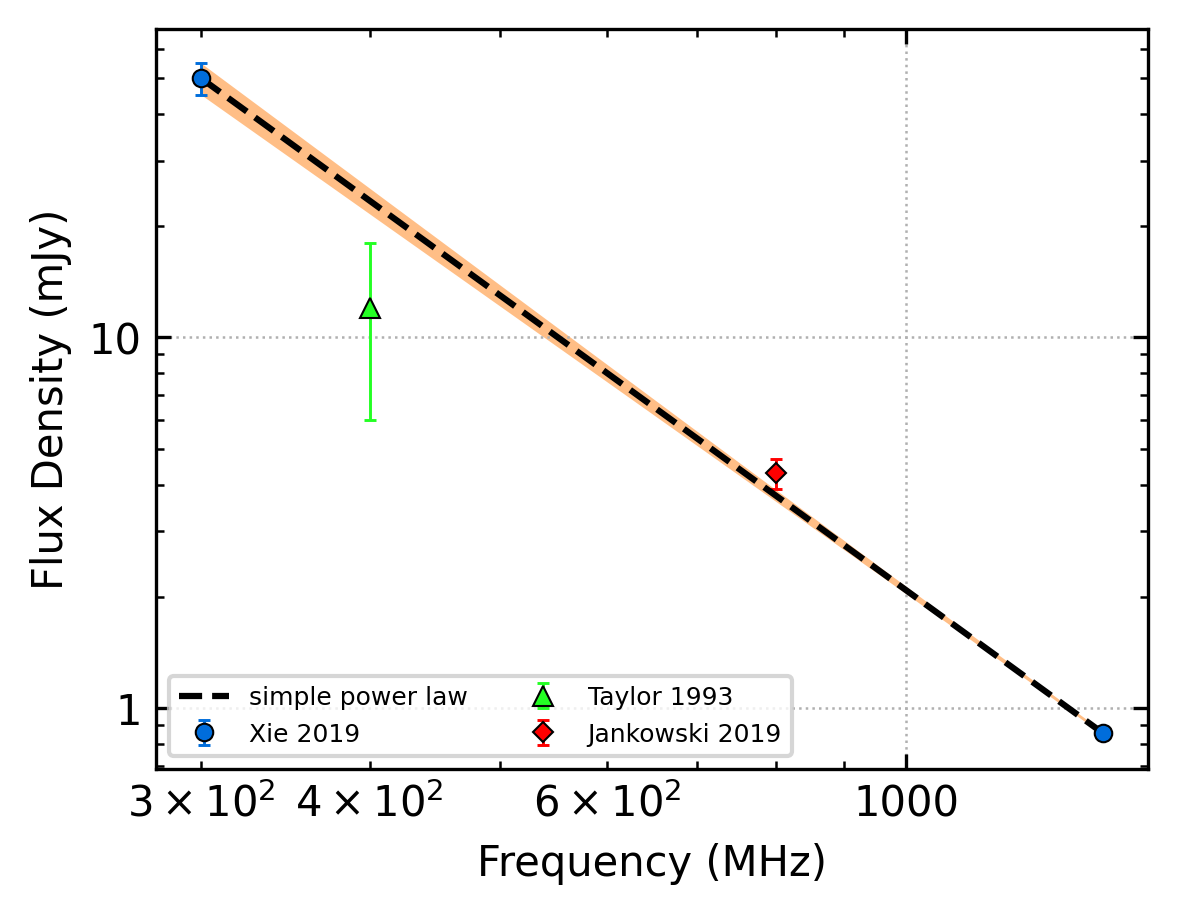 Flux Density (mJy)
10
1
simple power law
Xie 2019
Taylor 1993
Jankowski 2019
3 × 10² 4 × 10² 6 × 10² 1000
Frequency (MHz)